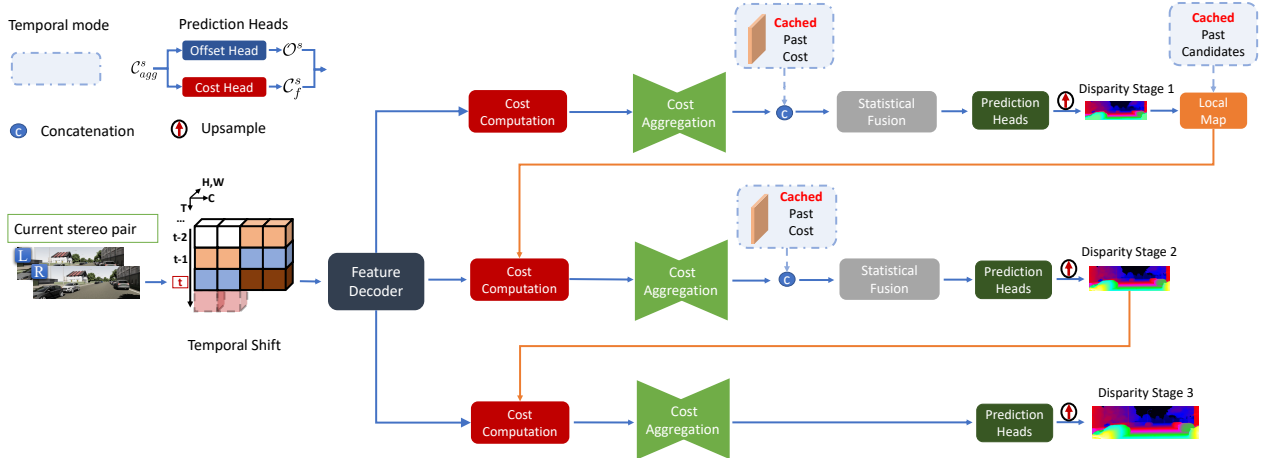 Temporal mode
Prediction Heads
Offset Head
Cost Head
𝒞ˢ_agg
𝒪ˢ
𝒞ˢ_f
C
Concatenation
Upsample
Cached
Past
Cost
Cached
Past
Candidates
Cost
Computation
Cost
Aggregation
C
Statistical
Fusion
Prediction
Heads
Disparity Stage 1
Local
Map
H,W
C
T
...
t-2
t-1
t
Current stereo pair
L
R
Temporal Shift
Feature
Decoder
Cached
Past
Cost
Cost
Computation
Cost
Aggregation
C
Statistical
Fusion
Prediction
Heads
Disparity Stage 2
Cost
Computation
Cost
Aggregation
Prediction
Heads
Disparity Stage 3